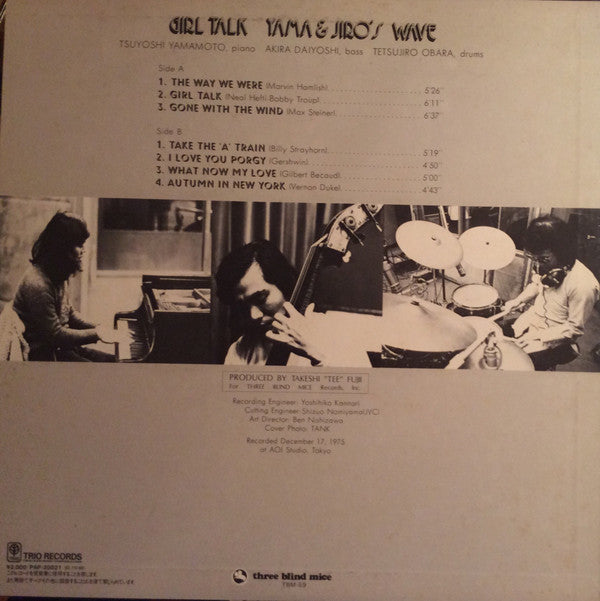 GIRL TALK YAMA & JIRO'S WAVE
TSUYOSHI YAMAMOTO, piano AKIRA DAIYOSHI, bass TETSUJIRO OBARA, drums
Side A
1. THE WAY WE WERE (Marvin Hamlish) 5'26"
2. GIRL TALK (Neal Hefti-Bobby Troup) 6'11"
3. GONE WITH THE WIND (Max Steiner) 6'37"
Side B
1. TAKE THE 'A' TRAIN (Billy Strayhorn) 5'19"
2. I LOVE YOU PORGY (Gershwin) 4'50"
3. WHAT NOW MY LOVE (Gilbert Becaud) 5'00"
4. AUTUMN IN NEW YORK (Vernon Duke) 4'43"
PRODUCED BY TAKESHI "TEE" FUJII
For THREE BLIND MICE Records, Inc.
Recording Engineer: Yoshihiko Kannari
Cutting Engineer: Shizuo Nomiyama(JVC)
Art Director: Ben Nishizawa
Cover Photo: TANK
Recorded December 17, 1975
at AOI Studio, Tokyo
TRIO RECORDS
¥2,500 PAP-20021
three blind mice
TBM-59